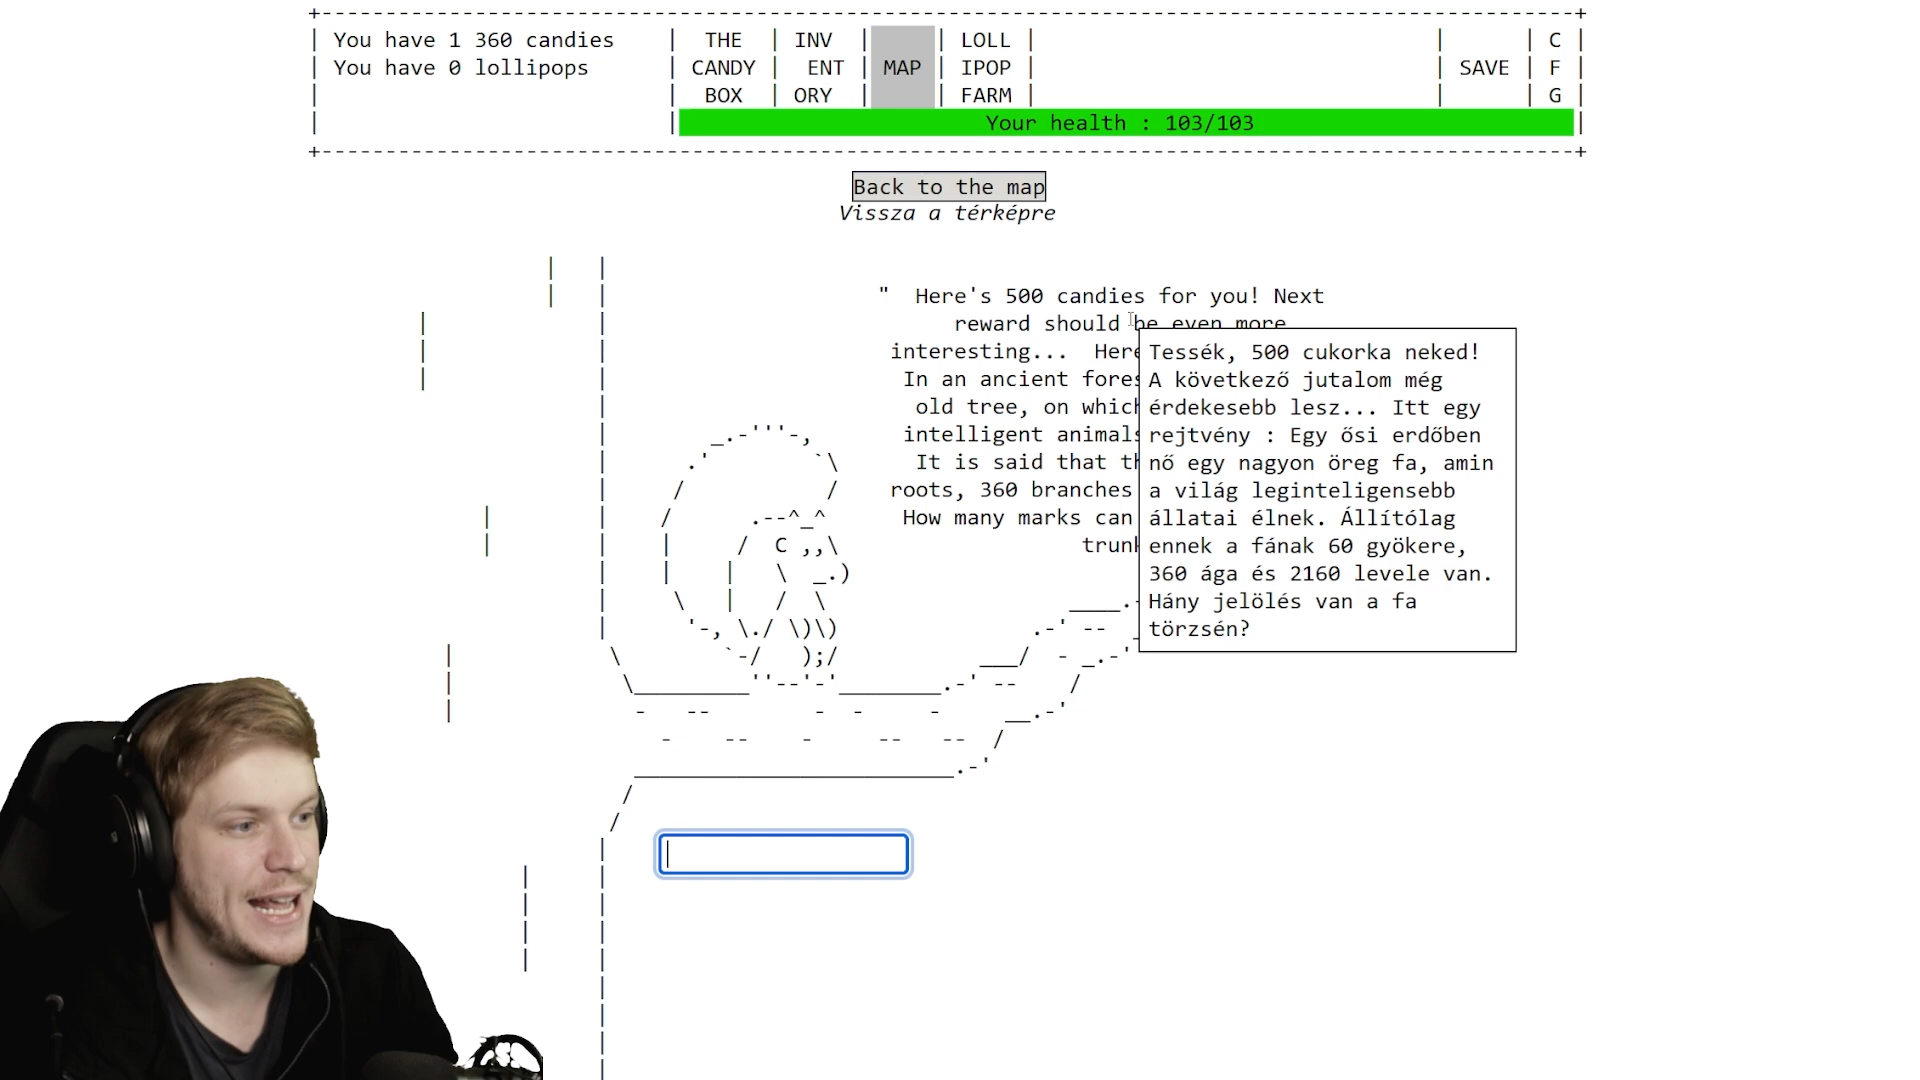 You have 1 360 candies
You have 0 lollipops
THE CANDY BOX
INV ENT ORY
MAP
LOLL IPOP FARM
SAVE
C F G
Your health : 103/103
Back to the map
Vissza a térképre
" Here's 500 candies for you! Next
reward should be even more
interesting... Here
In an ancient fores
old tree, on which
intelligent animals
It is said that th
roots, 360 branches
How many marks can
trunk
Tessék, 500 cukorka neked!
A következő jutalom még
érdekesebb lesz... Itt egy
rejtvény : Egy ősi erdőben
nő egy nagyon öreg fa, amin
a világ leginteligensebb
állatai élnek. Állítólag
ennek a fának 60 gyökere,
360 ága és 2160 levele van.
Hány jelölés van a fa
törzsén?